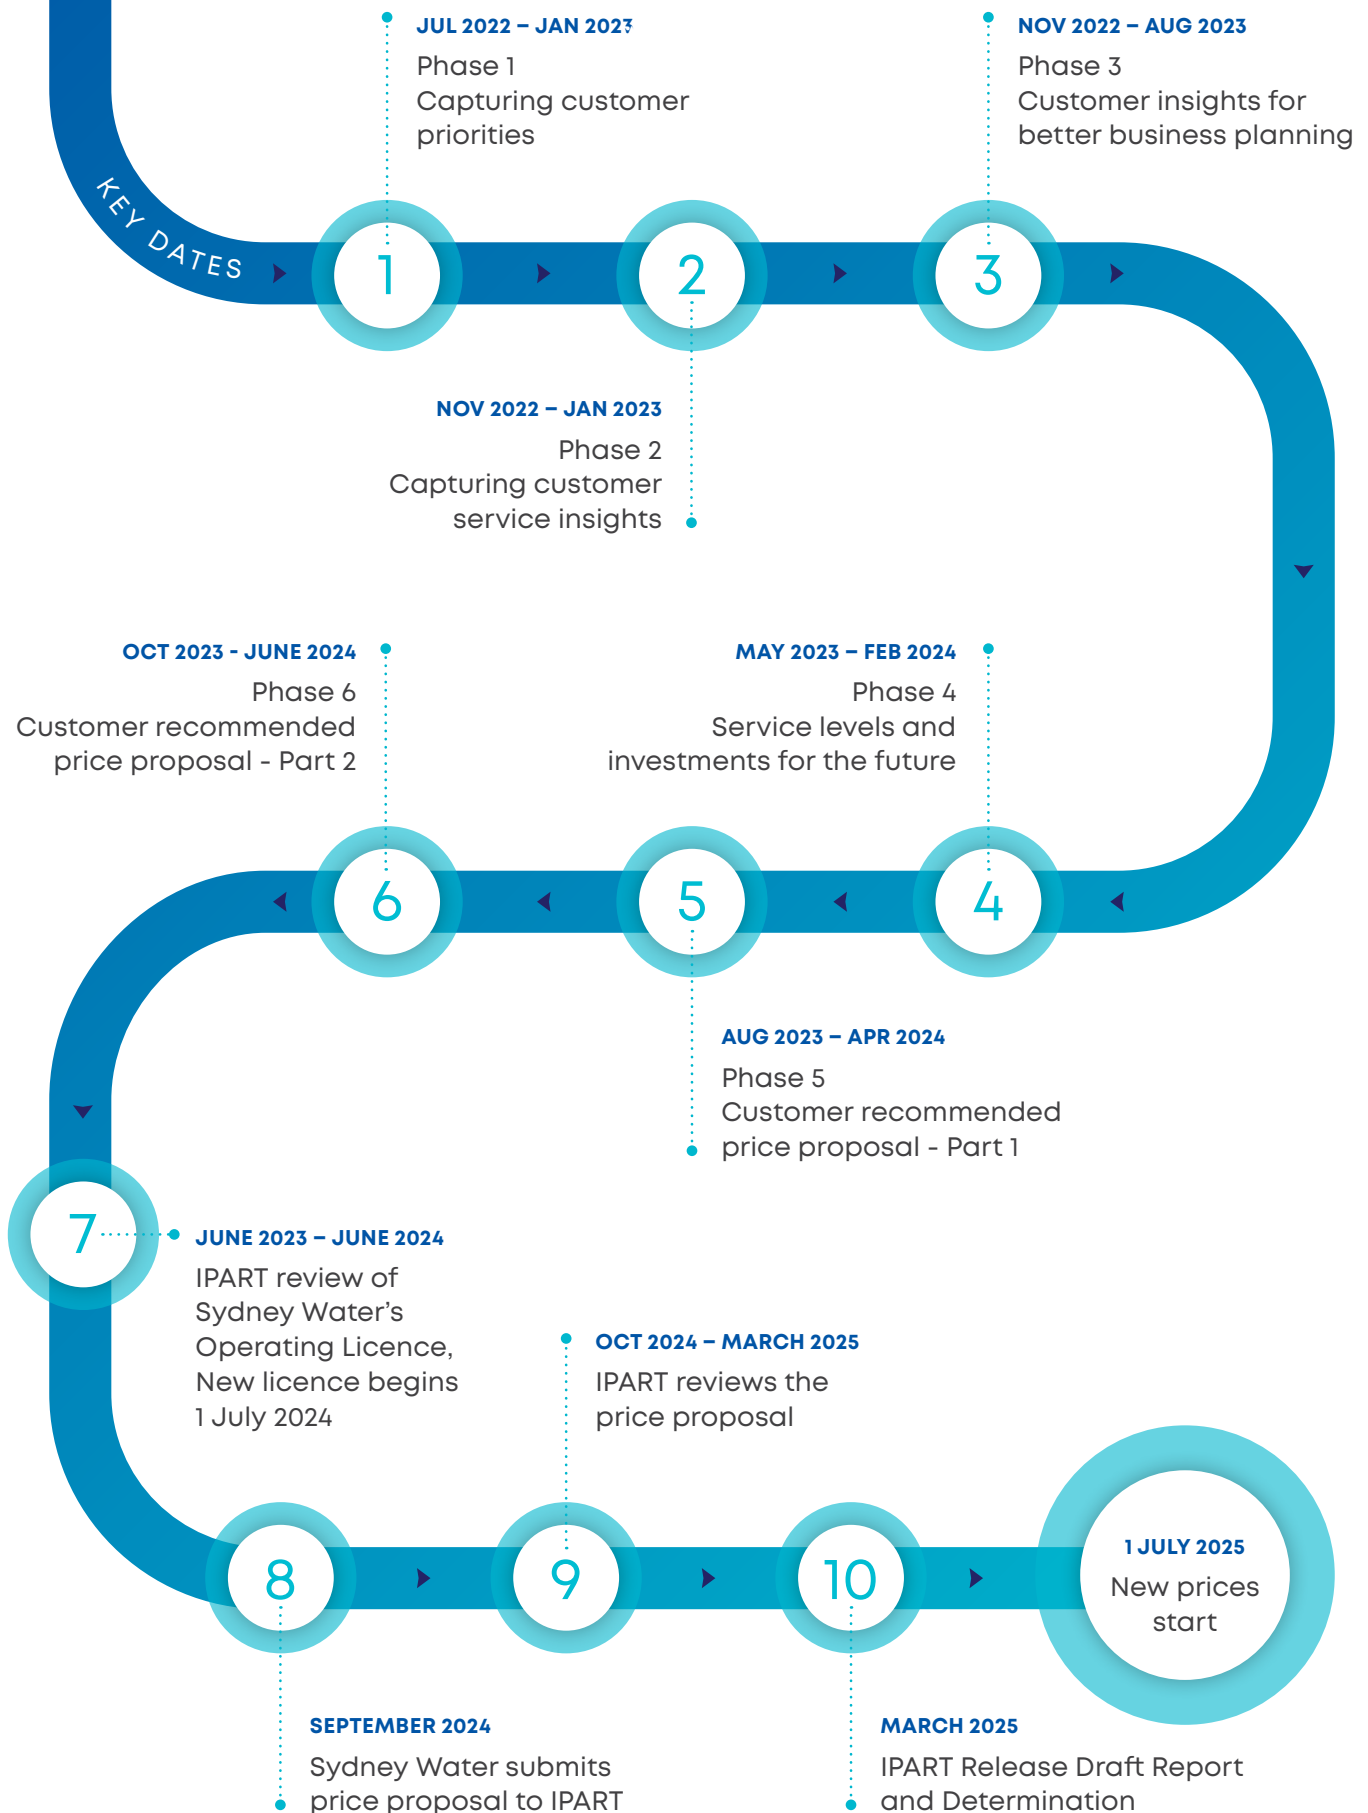 JUL 2022 – JAN 2023
Phase 1
Capturing customer
priorities
NOV 2022 – AUG 2023
Phase 3
Customer insights for
better business planning
KEY DATES
1
2
3
NOV 2022 – JAN 2023
Phase 2
Capturing customer
service insights
OCT 2023 - JUNE 2024
Phase 6
Customer recommended
price proposal - Part 2
MAY 2023 – FEB 2024
Phase 4
Service levels and
investments for the future
6
5
4
AUG 2023 – APR 2024
Phase 5
Customer recommended
price proposal - Part 1
7
JUNE 2023 – JUNE 2024
IPART review of
Sydney Water’s
Operating Licence,
New licence begins
1 July 2024
OCT 2024 – MARCH 2025
IPART reviews the
price proposal
8
9
10
1 JULY 2025
New prices
start
SEPTEMBER 2024
Sydney Water submits
price proposal to IPART
MARCH 2025
IPART Release Draft Report
and Determination